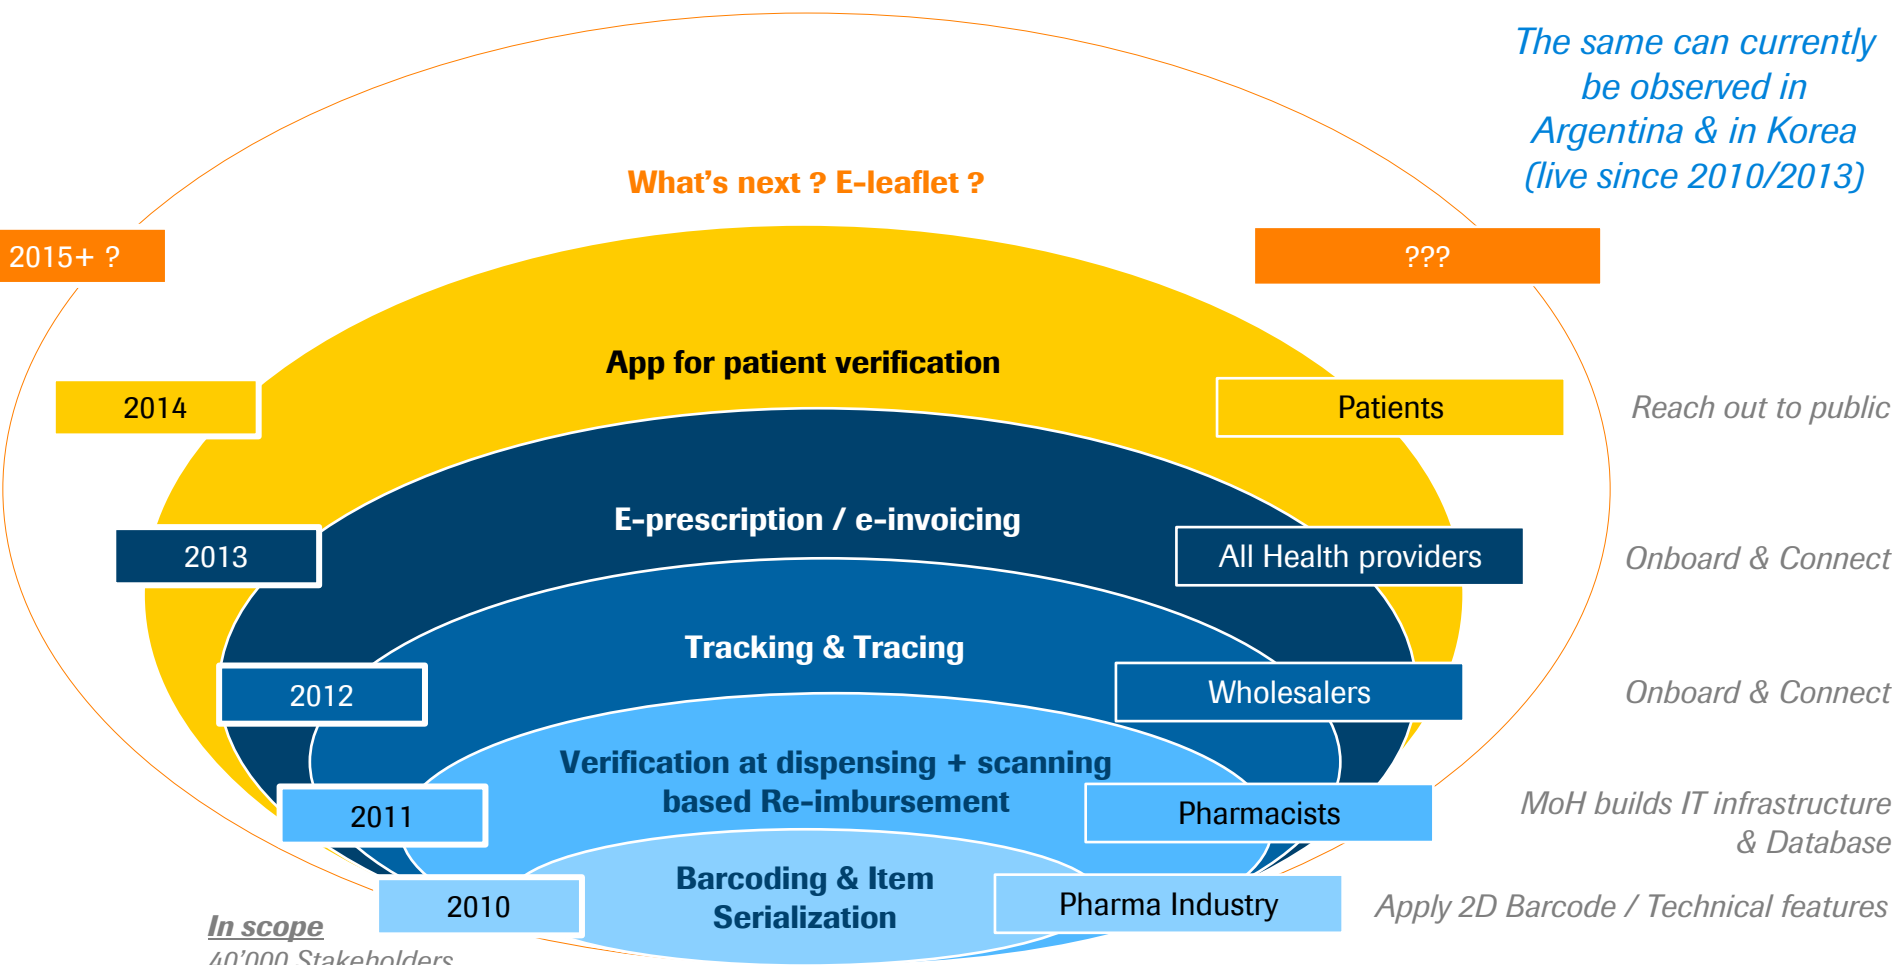 The same can currently
be observed in
Argentina & in Korea
(live since 2010/2013)
What's next ? E-leaflet ?
2015+ ?
???
App for patient verification
2014
Patients
Reach out to public
E-prescription / e-invoicing
2013
All Health providers
Onboard & Connect
Tracking & Tracing
2012
Wholesalers
Onboard & Connect
Verification at dispensing + scanning
based Re-imbursement
2011
Pharmacists
MoH builds IT infrastructure
& Database
Barcoding & Item
Serialization
2010
Pharma Industry
Apply 2D Barcode / Technical features
In scope
40'000 Stakeholders